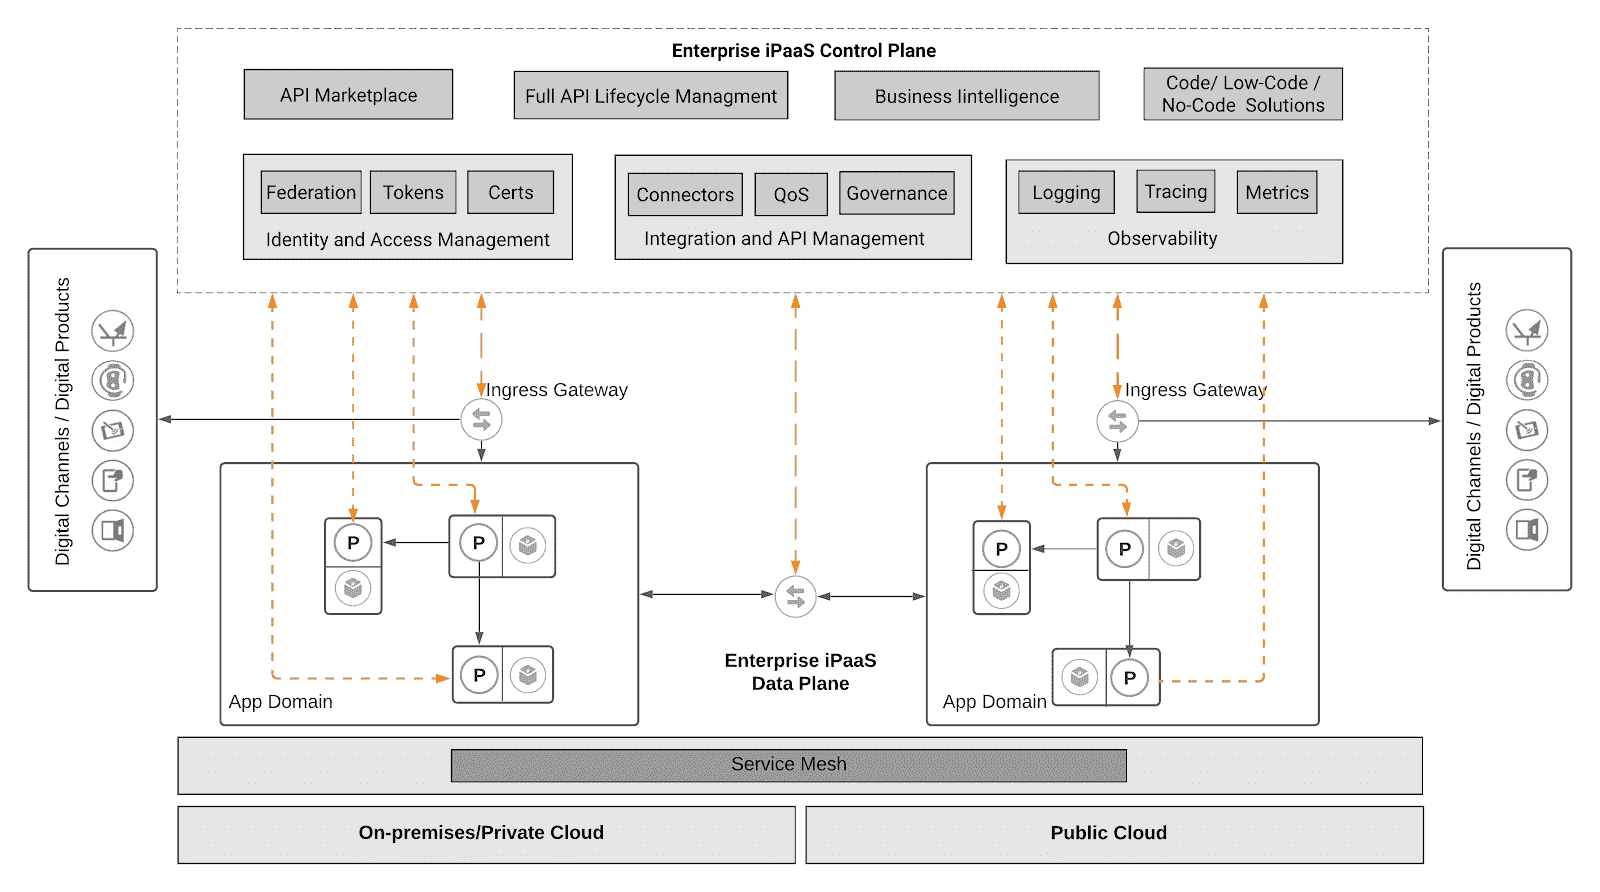 Enterprise iPaaS Control Plane
API Marketplace
Full API Lifecycle Managment
Business Iintelligence
Code/ Low-Code /
No-Code Solutions
Federation
Tokens
Certs
Identity and Access Management
Connectors
QoS
Governance
Integration and API Management
Logging
Tracing
Metrics
Observability
Digital Channels / Digital Products
Digital Channels / Digital Products
Ingress Gateway
Ingress Gateway
P
P
P
App Domain
Enterprise iPaaS
Data Plane
P
P
P
App Domain
Service Mesh
On-premises/Private Cloud
Public Cloud